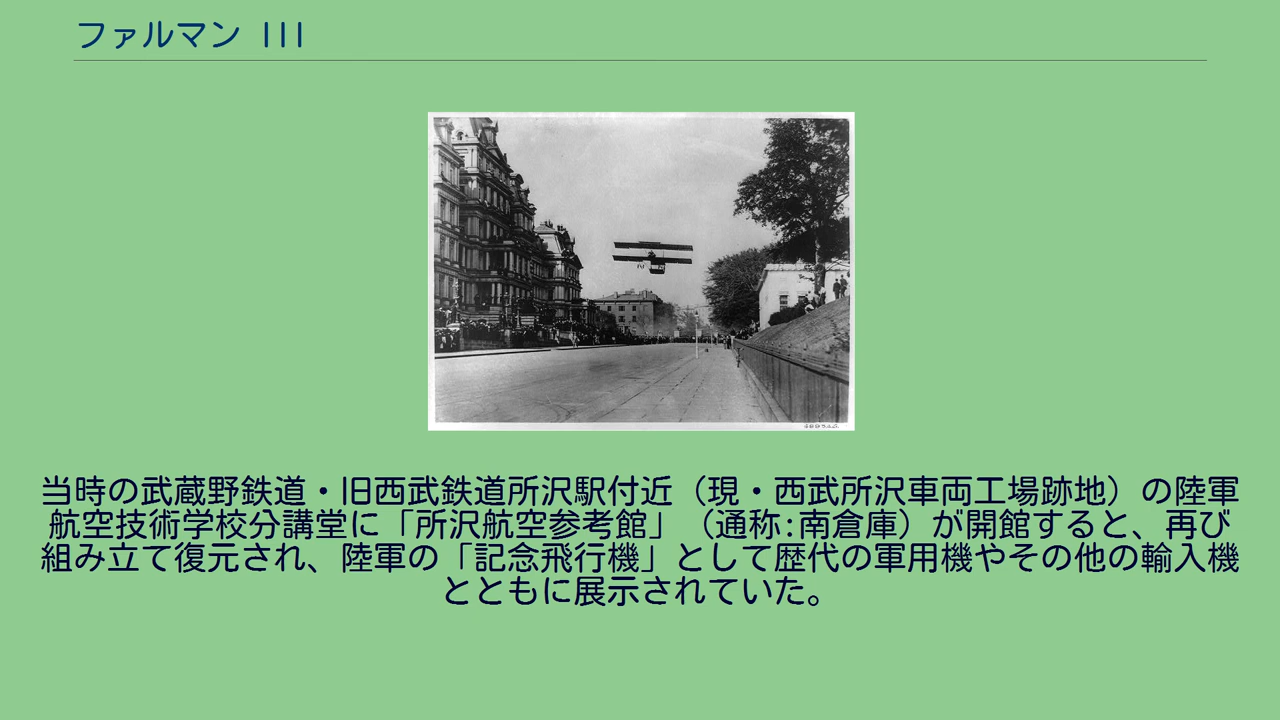 ファルマン III
当時の武蔵野鉄道・旧西武鉄道所沢駅付近（現・西武所沢車両工場跡地）の陸軍
航空技術学校分講堂に「所沢航空参考館」（通称:南倉庫）が開館すると、再び
組み立て復元され、陸軍の「記念飛行機」として歴代の軍用機やその他の輸入機
とともに展示されていた。